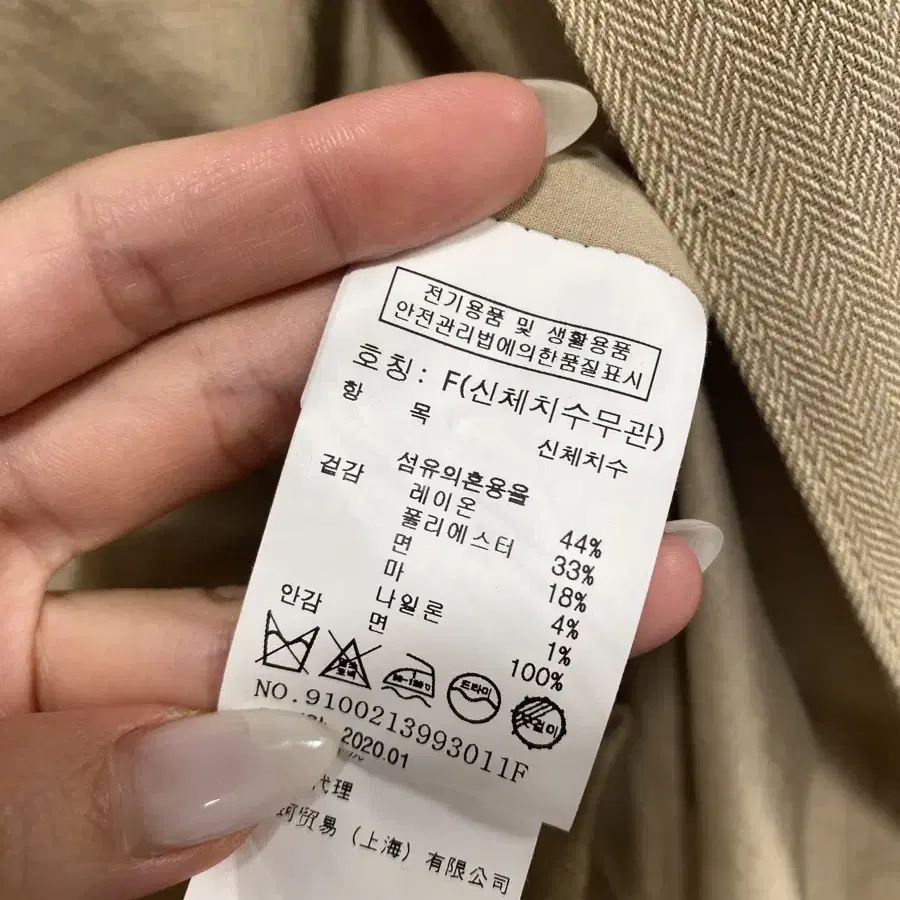 전기용품 및 생활용품
안전관리법에의한품질표시
호칭: F(신체치수무관)
항 목 신체치수
겉감 섬유의혼용율
레이온 44%
폴리에스터 33%
면 18%
마 4%
나일론 1%
안감 면 100%
드라이
NO.9100213993011F
2020.01
代理
贸易(上海)有限公司